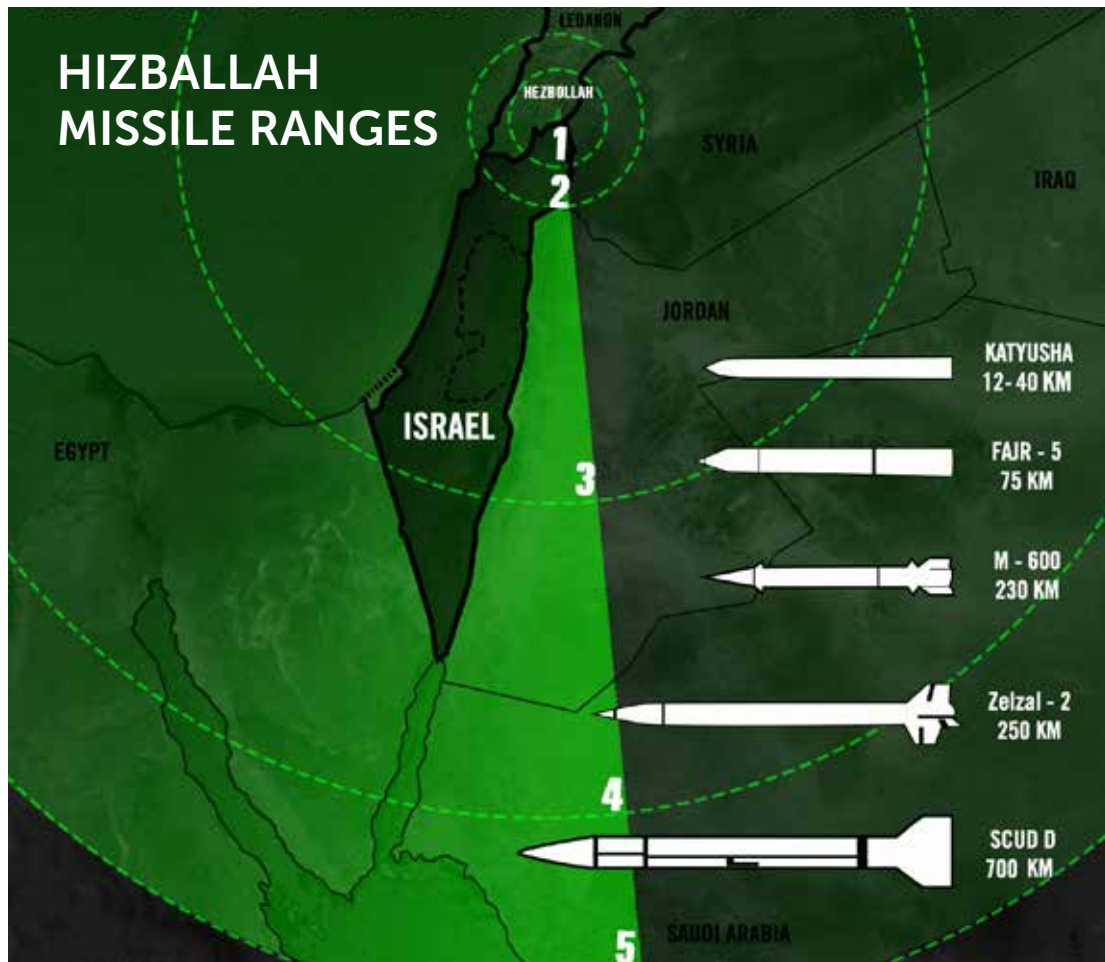 HIZBALLAH
MISSILE RANGES
LEBANON
HEZBOLLAH
1
2
SYRIA
IRAQ
JORDAN
KATYUSHA
12-40 KM
ISRAEL
EGYPT
FAJR - 5
75 KM
3
M - 600
230 KM
Zelzal - 2
250 KM
4
SCUD D
700 KM
5
SAUDI ARABIA